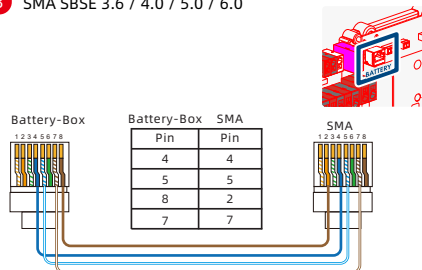 SMA SBSE 3.6 / 4.0 / 5.0 / 6.0
BATTERY
Battery-Box
1 2 3 4 5 6 7 8
Battery-Box SMA
Pin Pin
4 4
5 5
8 2
7 7
SMA
1 2 3 4 5 6 7 8